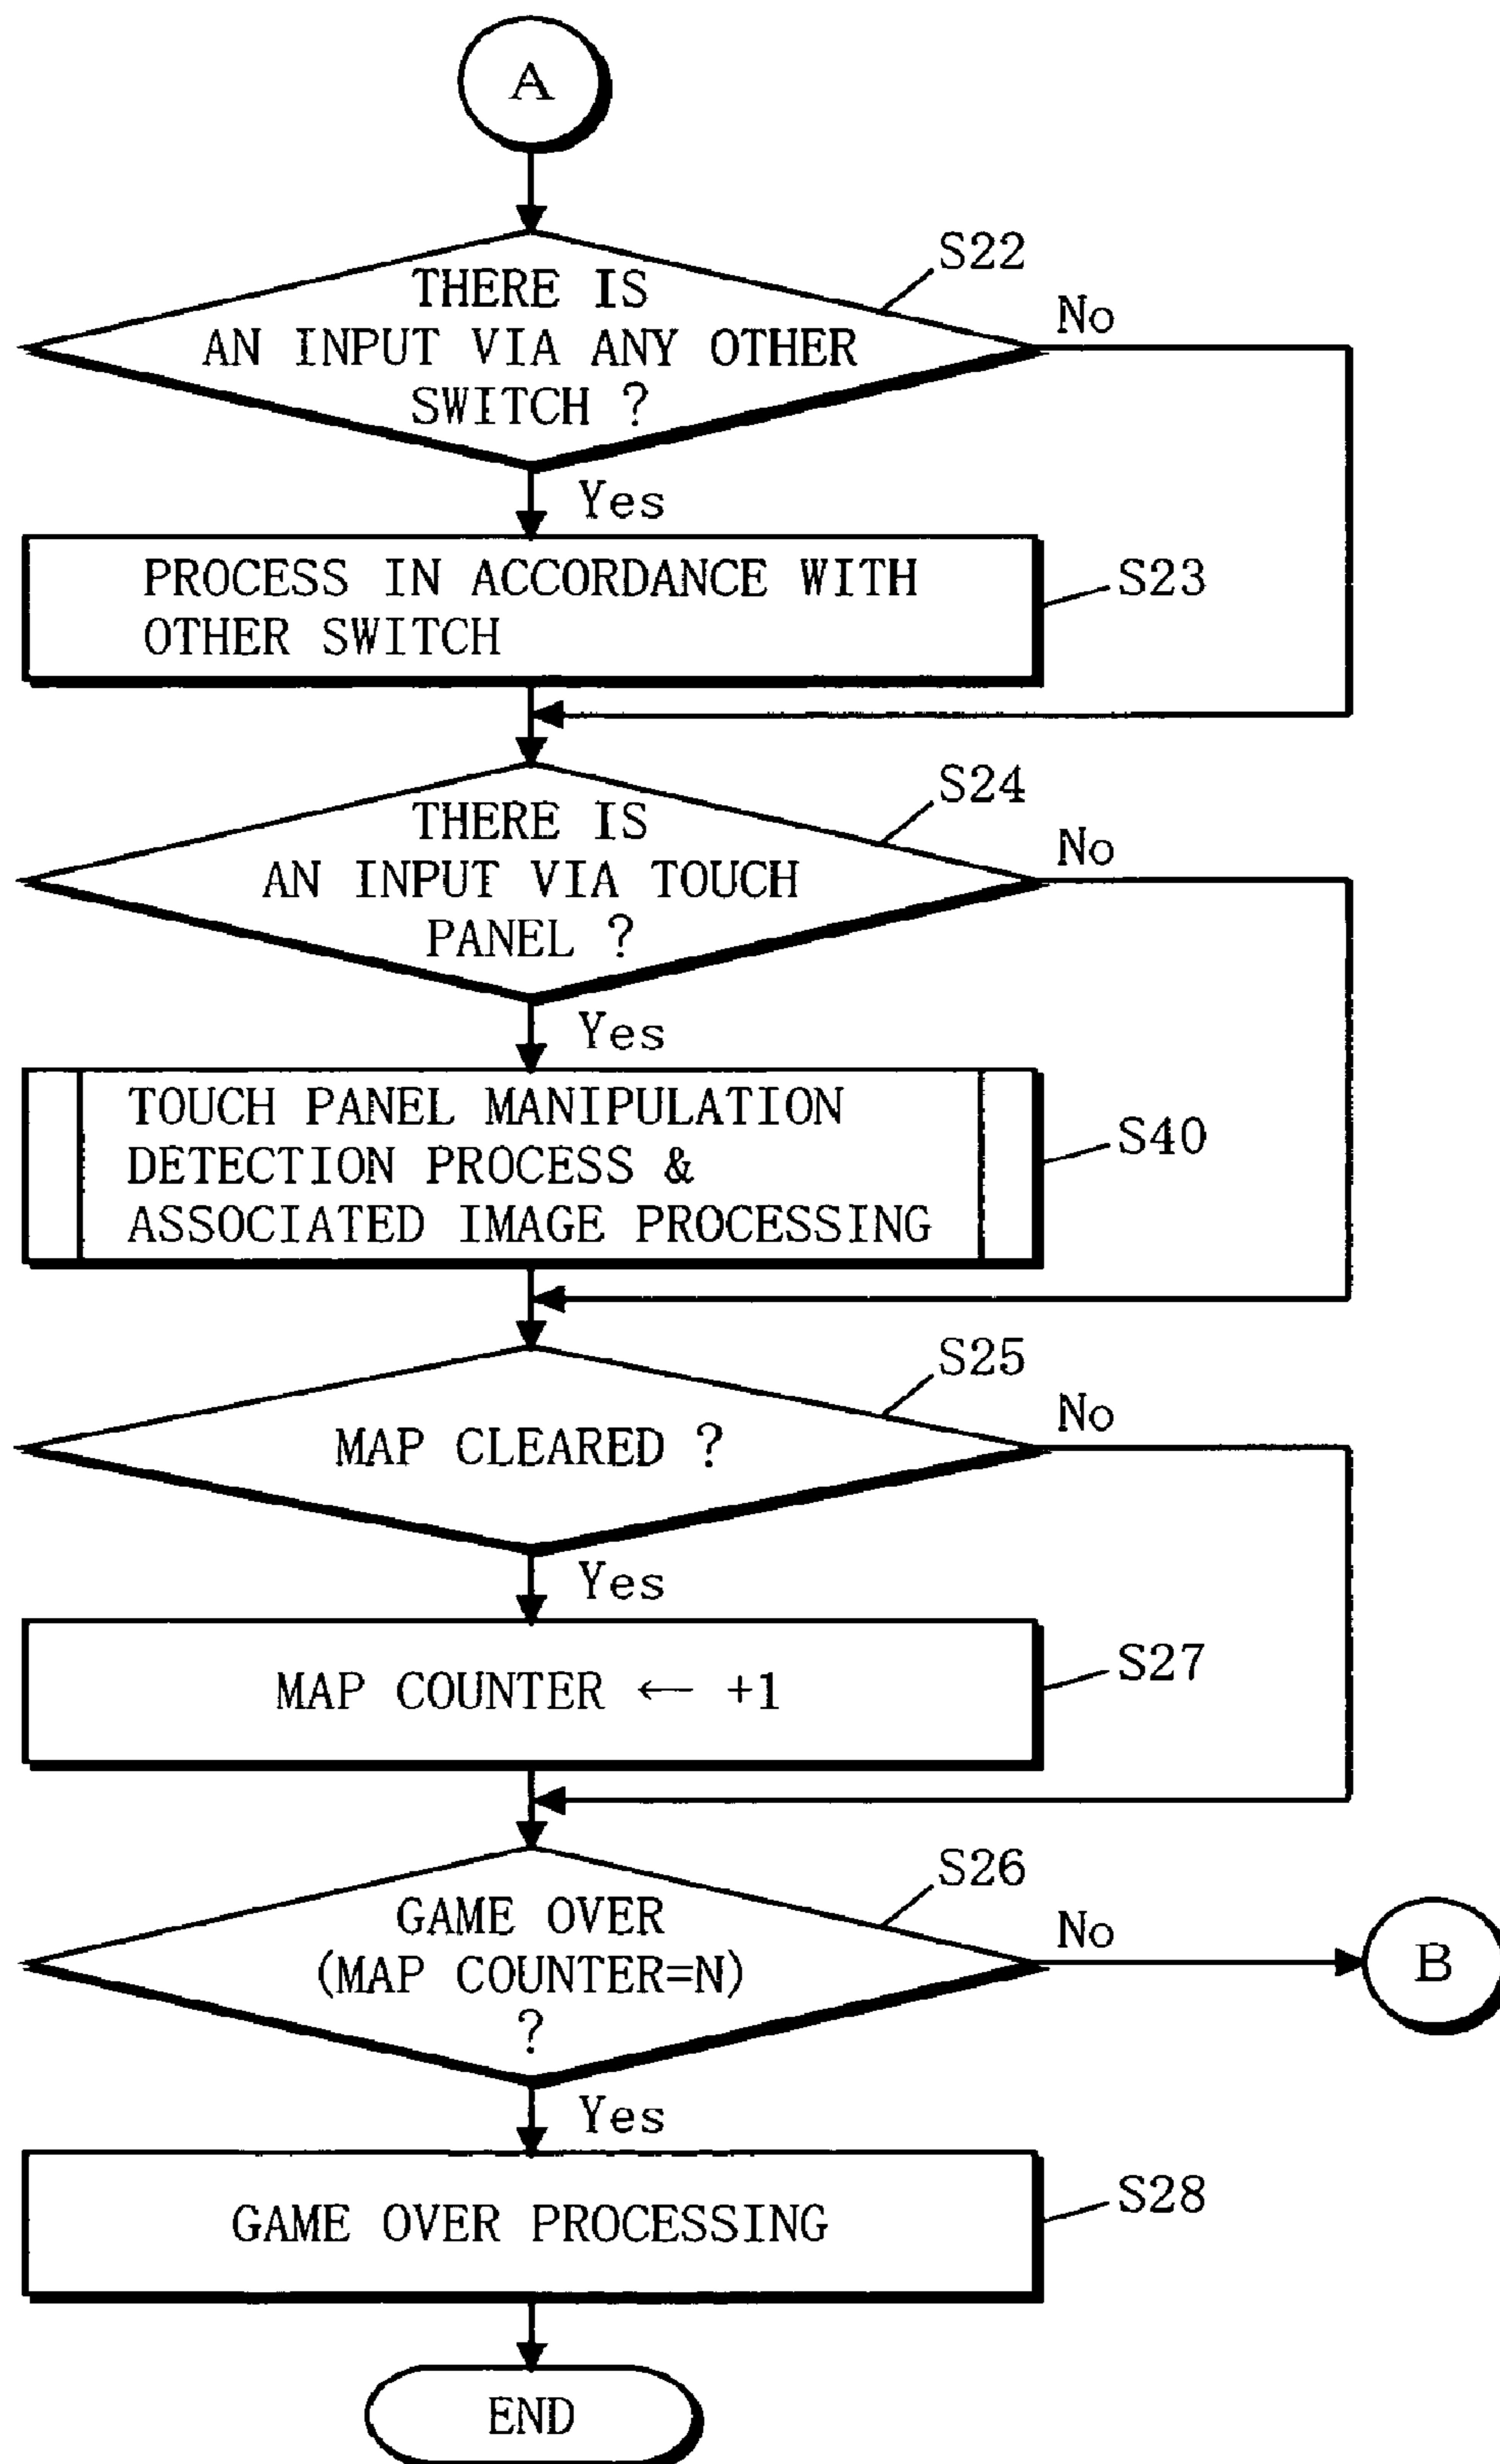 A
S22
THERE IS
AN INPUT VIA ANY OTHER
SWITCH ?
No
Yes
PROCESS IN ACCORDANCE WITH
OTHER SWITCH
S23
S24
THERE IS
AN INPUT VIA TOUCH
PANEL ?
No
Yes
TOUCH PANEL MANIPULATION
DETECTION PROCESS &
ASSOCIATED IMAGE PROCESSING
S40
S25
MAP CLEARED ?
No
Yes
MAP COUNTER ← +1
S27
S26
GAME OVER
(MAP COUNTER=N)
?
No
B
Yes
GAME OVER PROCESSING
S28
END